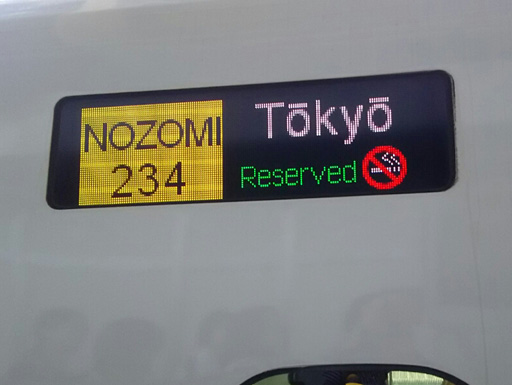 NOZOMI
234
Tōkyō
Reserved